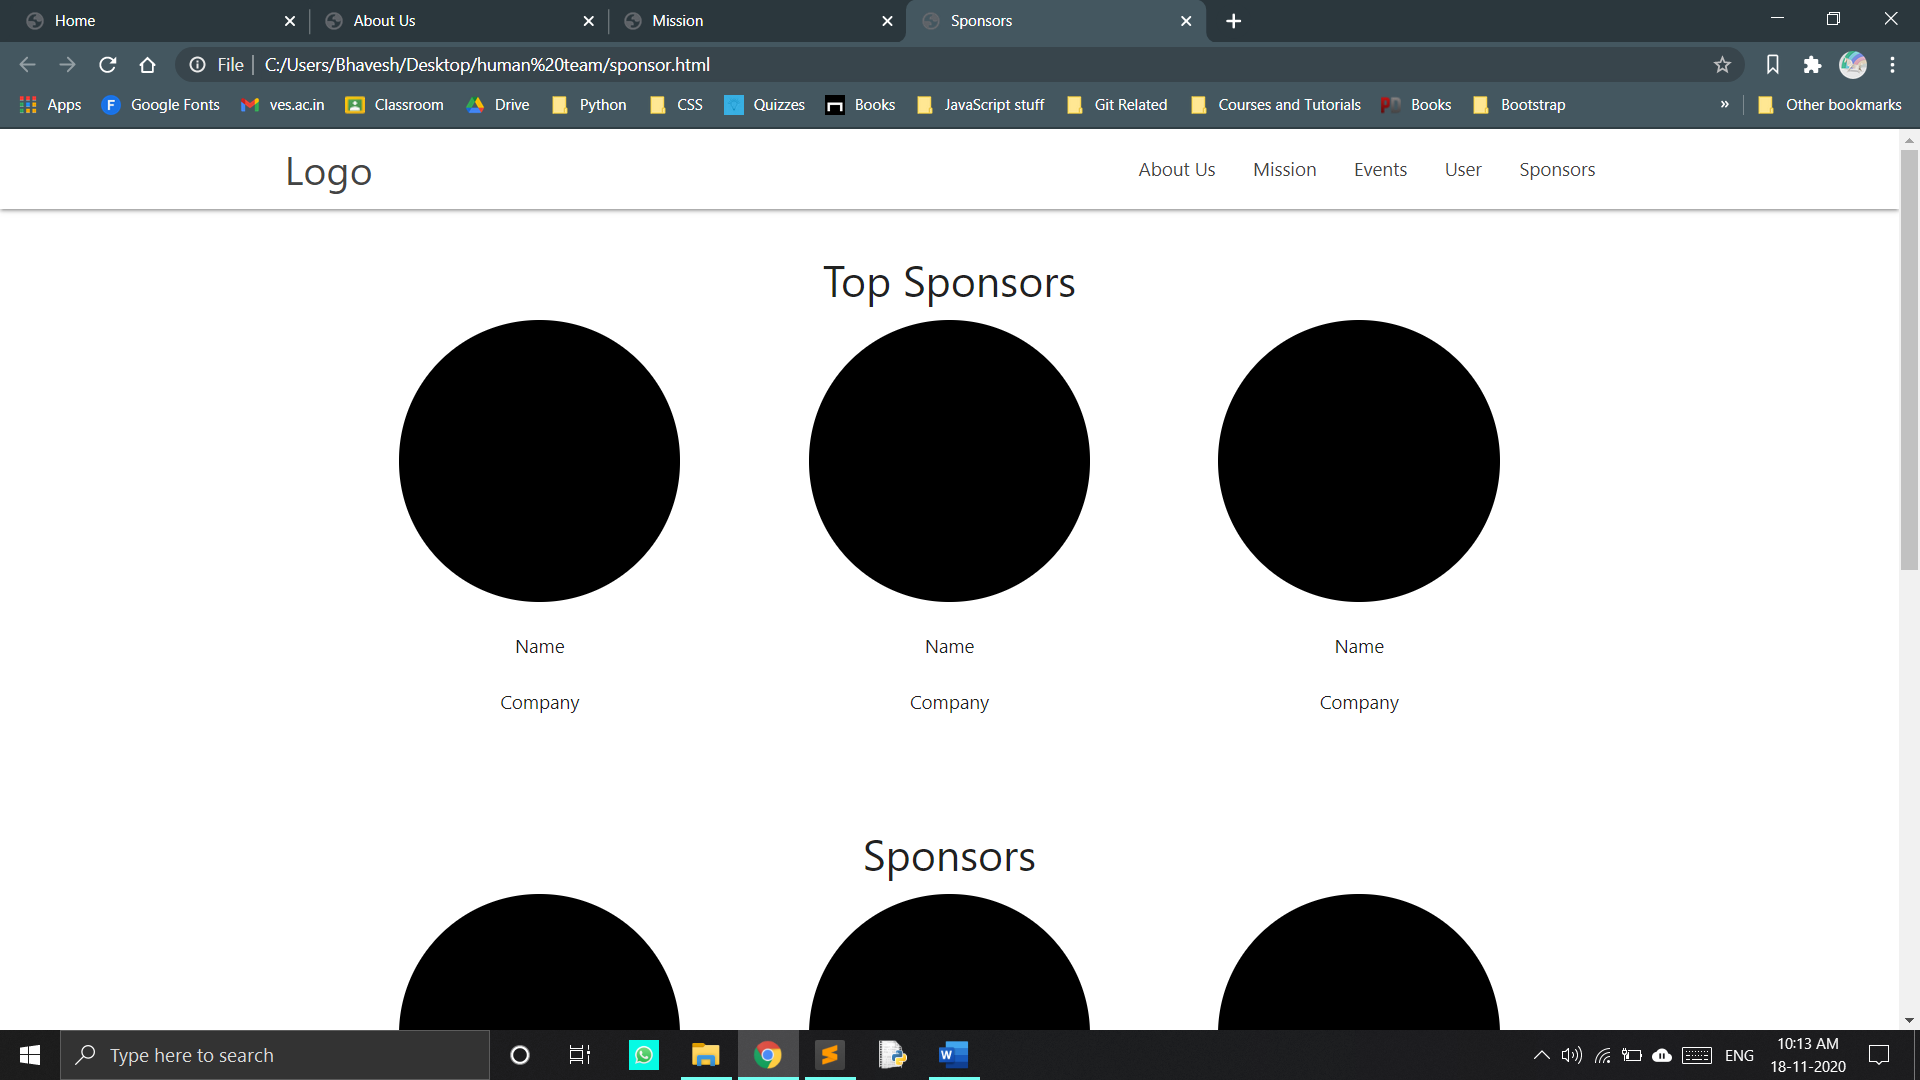 Home
About Us
Mission
Sponsors
File
C:/Users/Bhavesh/Desktop/human%20team/sponsor.html
Apps
Google Fonts
ves.ac.in
Classroom
Drive
Python
CSS
Quizzes
Books
JavaScript stuff
Git Related
Courses and Tutorials
Books
Bootstrap
»
Other bookmarks
Logo
About Us
Mission
Events
User
Sponsors
Top Sponsors
Name
Name
Name
Company
Company
Company
Sponsors
Type here to search
ENG
10:13 AM
18-11-2020